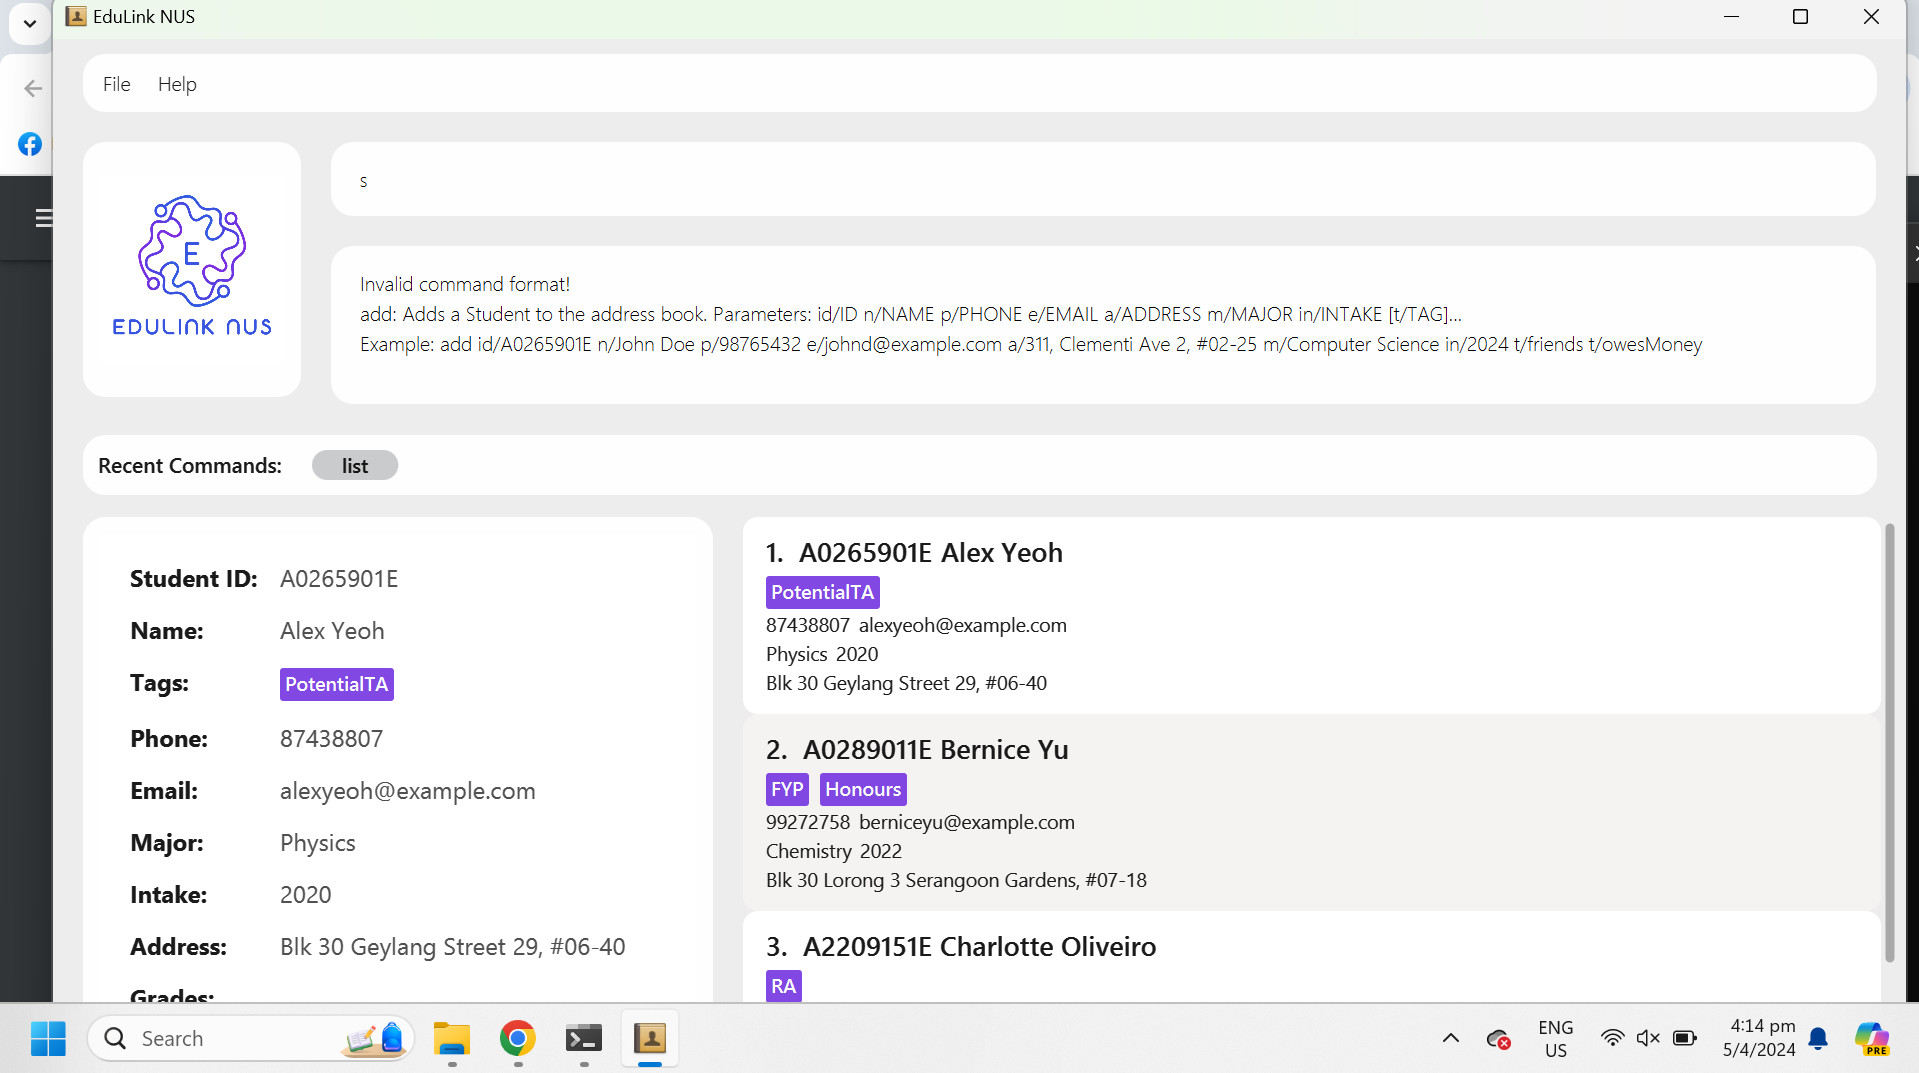 EduLink NUS
File Help
E
EDULINK NUS
s
Invalid command format!
add: Adds a Student to the address book. Parameters: id/ID n/NAME p/PHONE e/EMAIL a/ADDRESS m/MAJOR in/INTAKE [t/TAG]...
Example: add id/A0265901E n/John Doe p/98765432 e/johnd@example.com a/311, Clementi Ave 2, #02-25 m/Computer Science in/2024 t/friends t/owesMoney
Recent Commands: list
Student ID: A0265901E
Name: Alex Yeoh
Tags: PotentialTA
Phone: 87438807
Email: alexyeoh@example.com
Major: Physics
Intake: 2020
Address: Blk 30 Geylang Street 29, #06-40
Grades:
1. A0265901E Alex Yeoh
PotentialTA
87438807 alexyeoh@example.com
Physics 2020
Blk 30 Geylang Street 29, #06-40
2. A0289011E Bernice Yu
FYP Honours
99272758 berniceyu@example.com
Chemistry 2022
Blk 30 Lorong 3 Serangoon Gardens, #07-18
3. A2209151E Charlotte Oliveiro
RA
Search
ENG
US
4:14 pm
5/4/2024
PRE